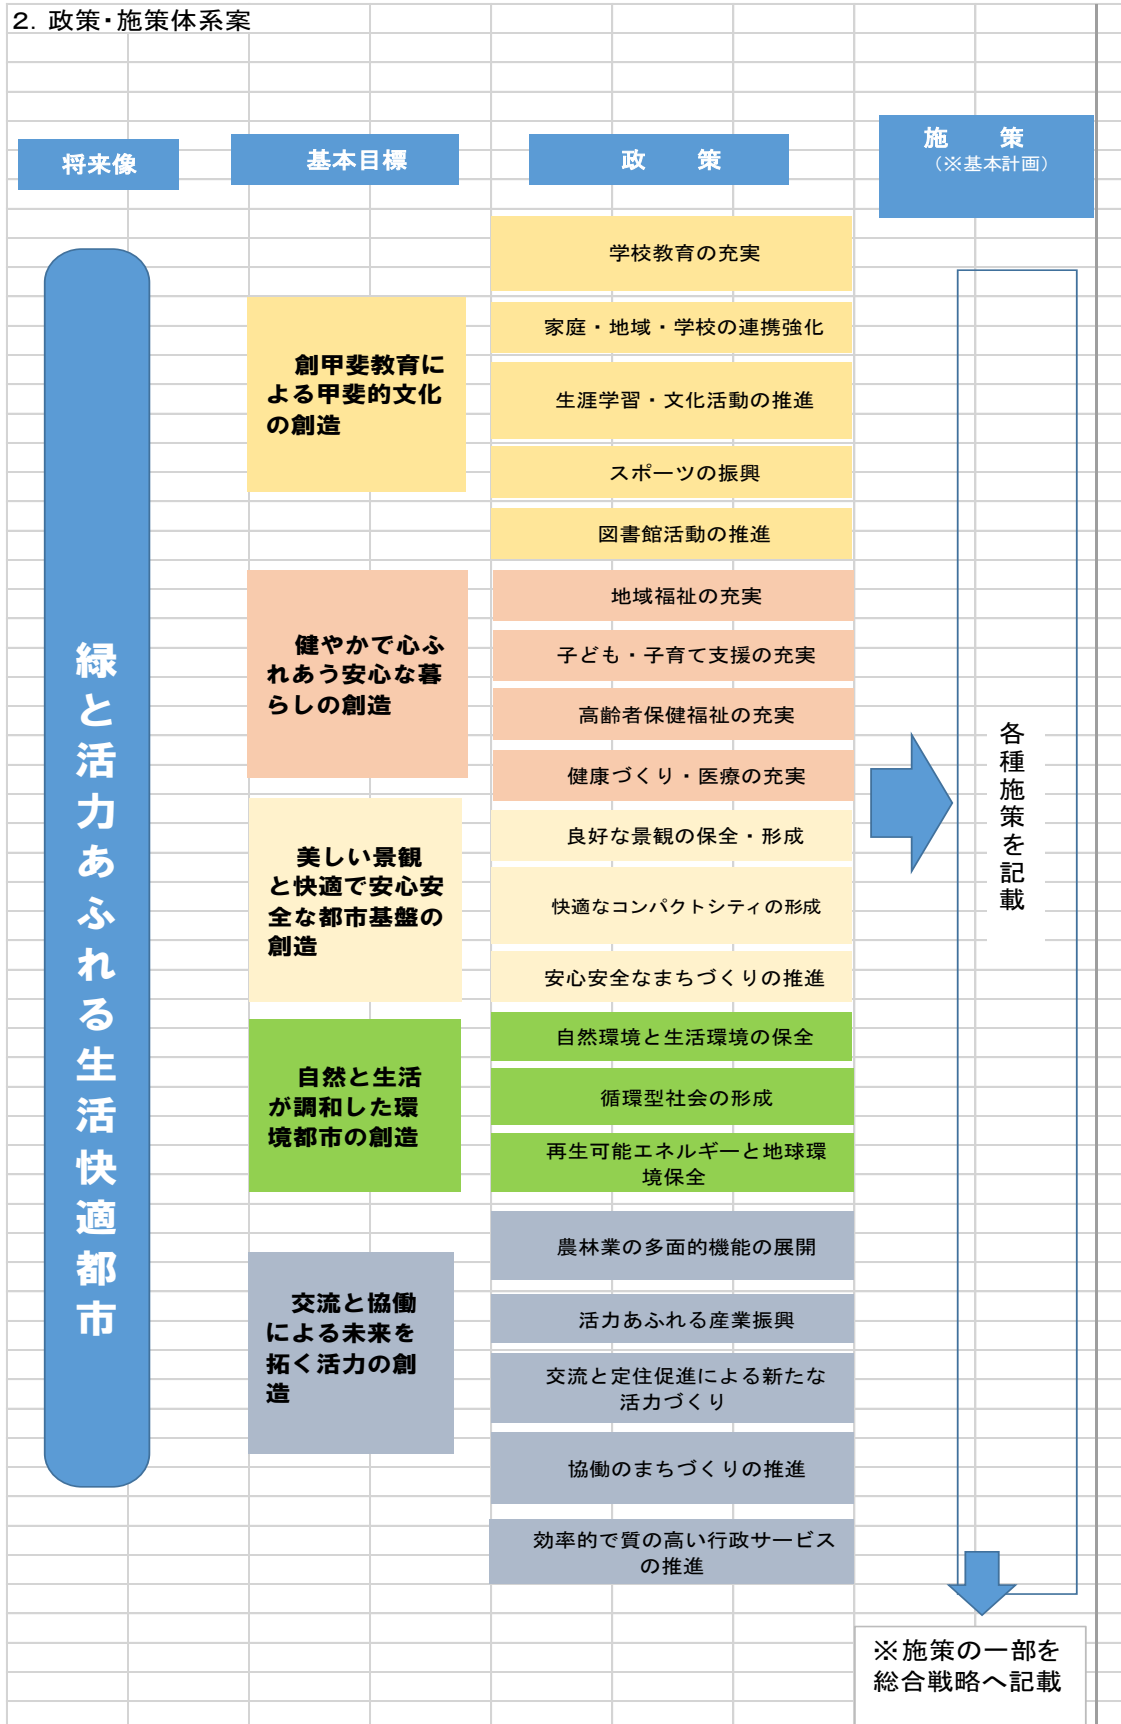 2．政策・施策体系案
将来像
基本目標
政　　策
施　　策
（※基本計画）
緑と活力あふれる生活快適都市
創甲斐教育に
よる甲斐的文化
の創造
学校教育の充実
家庭・地域・学校の連携強化
生涯学習・文化活動の推進
スポーツの振興
図書館活動の推進
健やかで心ふ
れあう安心な暮
らしの創造
地域福祉の充実
子ども・子育て支援の充実
高齢者保健福祉の充実
健康づくり・医療の充実
美しい景観
と快適で安心安
全な都市基盤の
創造
良好な景観の保全・形成
快適なコンパクトシティの形成
安心安全なまちづくりの推進
自然と生活
が調和した環
境都市の創造
自然環境と生活環境の保全
循環型社会の形成
再生可能エネルギーと地球環
境保全
交流と協働
による未来を
拓く活力の創
造
農林業の多面的機能の展開
活力あふれる産業振興
交流と定住促進による新たな
活力づくり
協働のまちづくりの推進
効率的で質の高い行政サービス
の推進
各種施策を記載
※施策の一部を
総合戦略へ記載